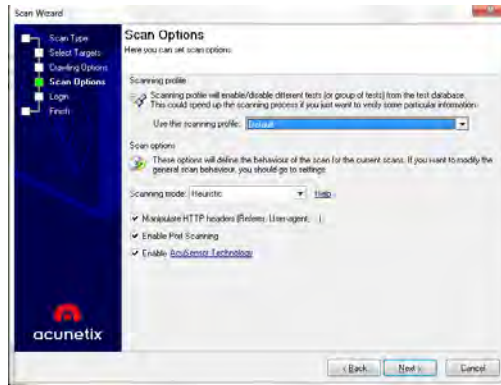 Scan Wizard
Scan Type
Select Targets
Crawling Options
Scan Options
Login
Finish
acunetix
Scan Options
Here you can set scan options.
Scanning profile
Scanning profile will enable/disable different tests (or group of tests) from the test database.
This could speed up the scanning process if you just want to verify some particular information.
Use this scanning profile: Default
Scan options
These options will define the behaviour of the scan for the current scans. If you want to modify the
general scan behaviour, you should go to settings.
Scanning mode: Heuristic Help
Manipulate HTTP headers (Referer, User-agent, )
Enable Port Scanning
Enable AcuSensor Technology
< Back Next > Cancel